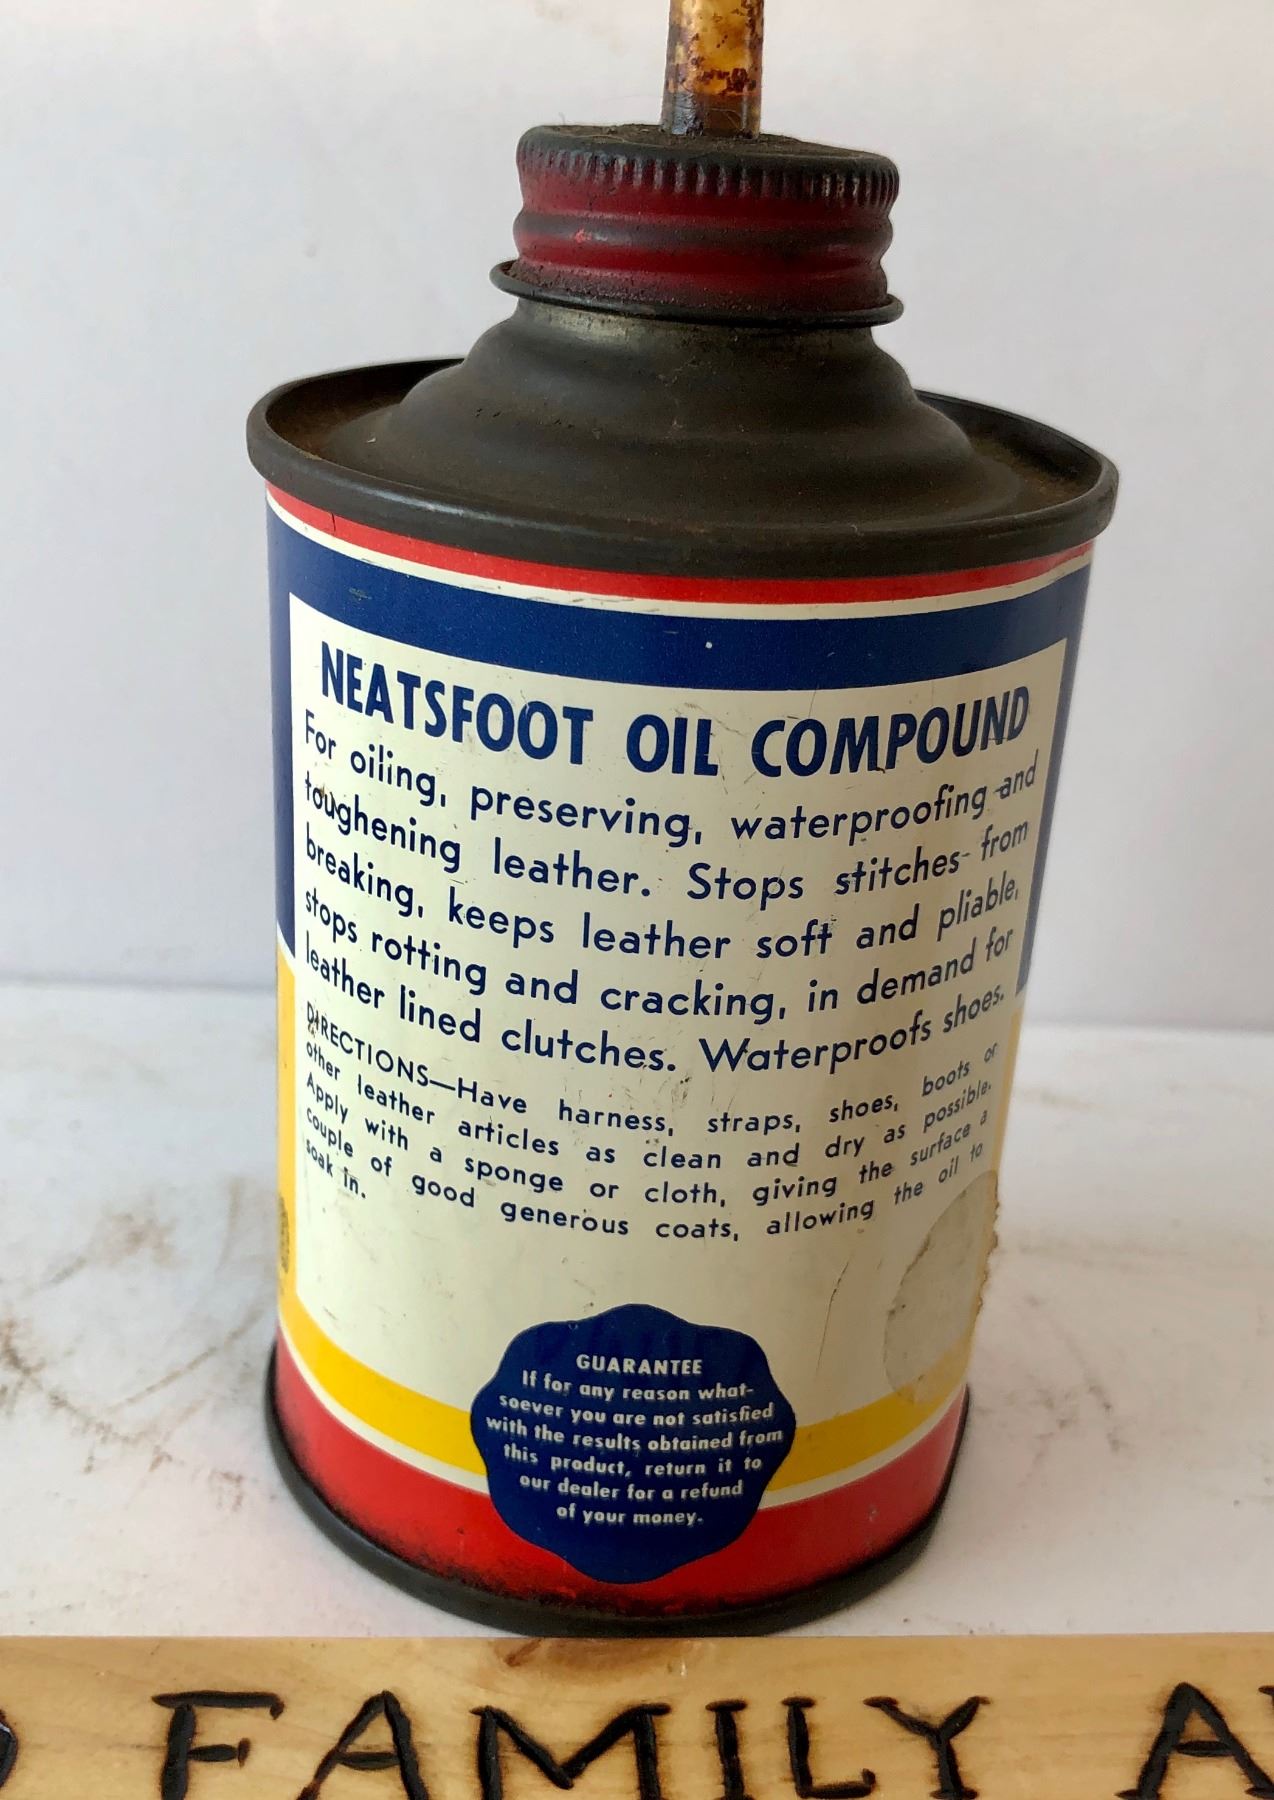 NEATSFOOT OIL COMPOUND
For oiling, preserving, waterproofing and
toughening leather. Stops stitches from
breaking, keeps leather soft and pliable,
stops rotting and cracking, in demand for
leather lined clutches. Waterproofs shoes.
DIRECTIONS—Have harness, straps, shoes, boots or
other leather articles as clean and dry as possible.
Apply with a sponge or cloth, giving the surface a
couple of good generous coats, allowing the oil to
soak in.
GUARANTEE
If for any reason what-
soever you are not satisfied
with the results obtained from
this product, return it to
our dealer for a refund
of your money.
FAMILY